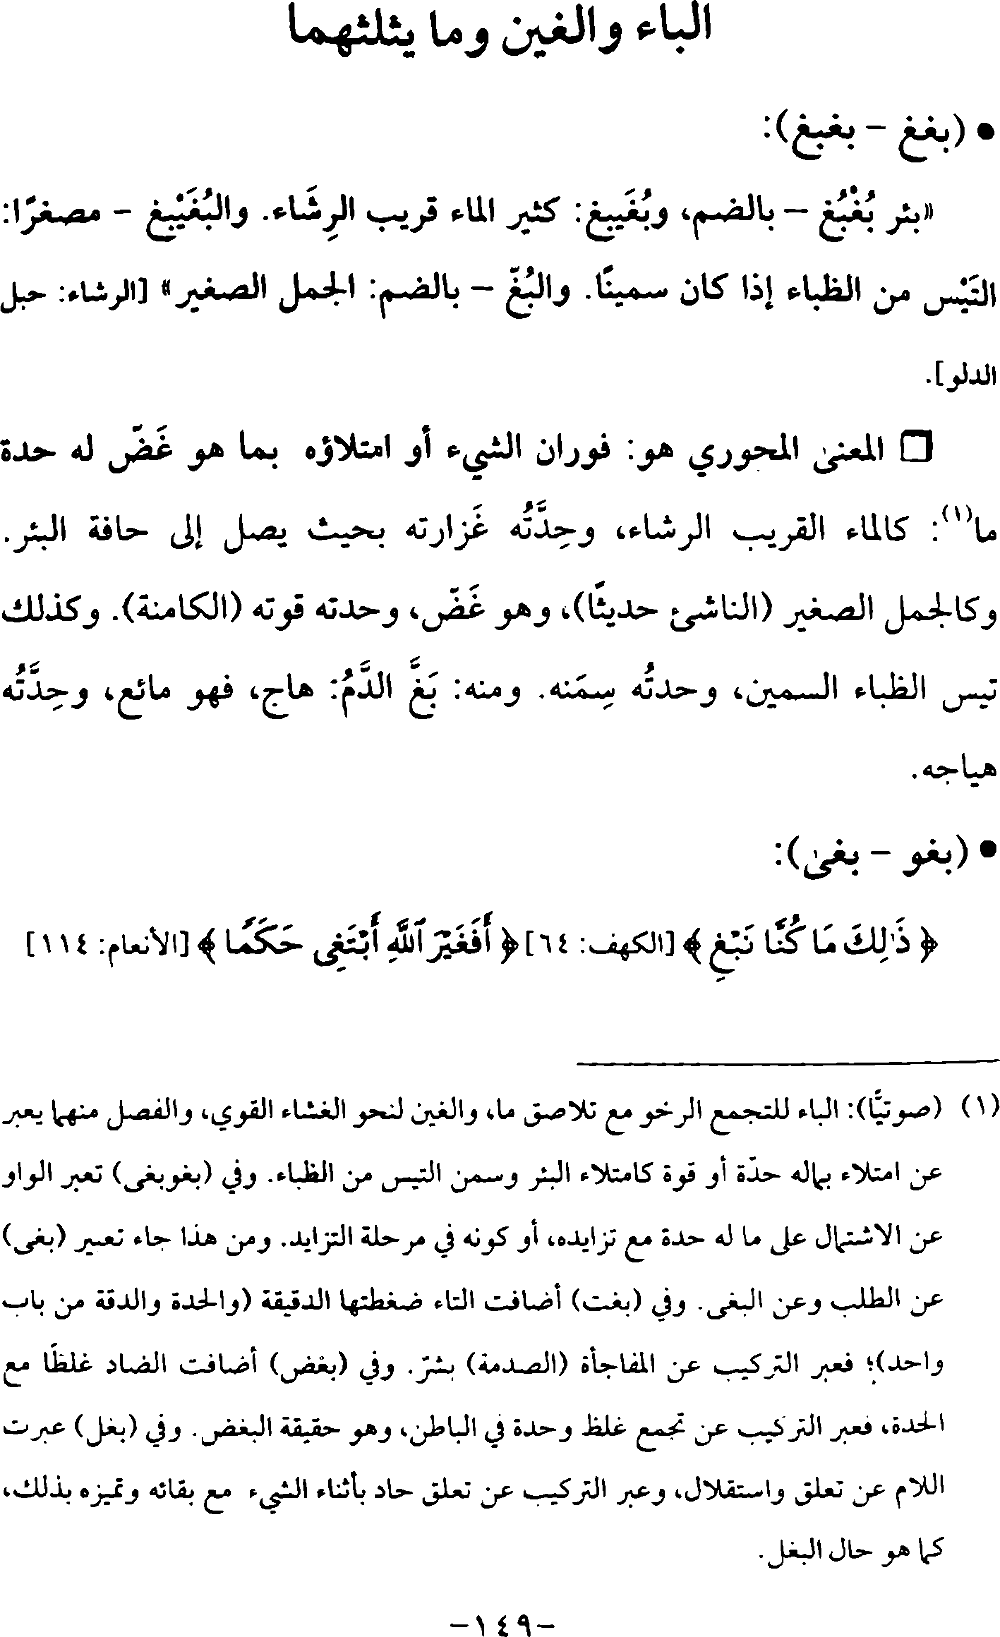 الباء والغين وما يثلثهما
• (بغغ – بغبغ):
«بئر بُغْبُغ – بالضم، وبُغَيبغ: كثير الماء قريب الرِشَاء. والبُغَيْبغ – مصغرًا:
التَيْس من الظباء إذا كان سمينًا. والبُغّ – بالضم: الجمل الصغير» [الرشاء: حبل
الدلو].
❏ المعنى المحوري هو: فوران الشيء أو امتلاؤه بما هو غَضّ له حدة
ما(١): كالماء القريب الرشاء، وحِدَّتُه غَزارته بحيث يصل إلى حافة البئر.
وكالجمل الصغير (الناشئ حديثًا)، وهو غَضّ، وحدته قوته (الكامنة). وكذلك
تيس الظباء السمين، وحدتُه سِمَنه. ومنه: بَغَّ الدَّمُ: هاج، فهو مائع، وحِدَّتُه
هياجه.
• (بغو – بغى):
﴿ ذَٰلِكَ مَا كُنَّا نَبْغِ ﴾ [الكهف: ٦٤] ﴿ أَفَغَيْرَ ٱللَّهِ أَبْتَغِى حَكَمًا ﴾ [الأنعام: ١١٤]
(١) (صوتيًّا): الباء للتجمع الرخو مع تلاصق ما، والغين لنحو الغشاء القوي، والفصل منهما يعبر
عن امتلاء بماله حدّة أو قوة كامتلاء البئر وسمن التيس من الظباء. وفي (بغوبغى) تعبر الواو
عن الاشتمال على ما له حدة مع تزايده، أو كونه في مرحلة التزايد. ومن هذا جاء تعبير (بغى)
عن الطلب وعن البغى. وفي (بغت) أضافت التاء ضغطتها الدقيقة (والحدة والدقة من باب
واحد)؛ فعبر التركيب عن المفاجأة (الصدمة) بشرّ. وفي (بغض) أضافت الضاد غلظًا مع
الحدة، فعبر التركيب عن تجمع غلظ وحدة في الباطن، وهو حقيقة البغض. وفي (بغل) عبرت
اللام عن تعلق واستقلال، وعبر التركيب عن تعلق حاد بأثناء الشيء مع بقائه وتميزه بذلك،
كما هو حال البغل.
-١٤٩-